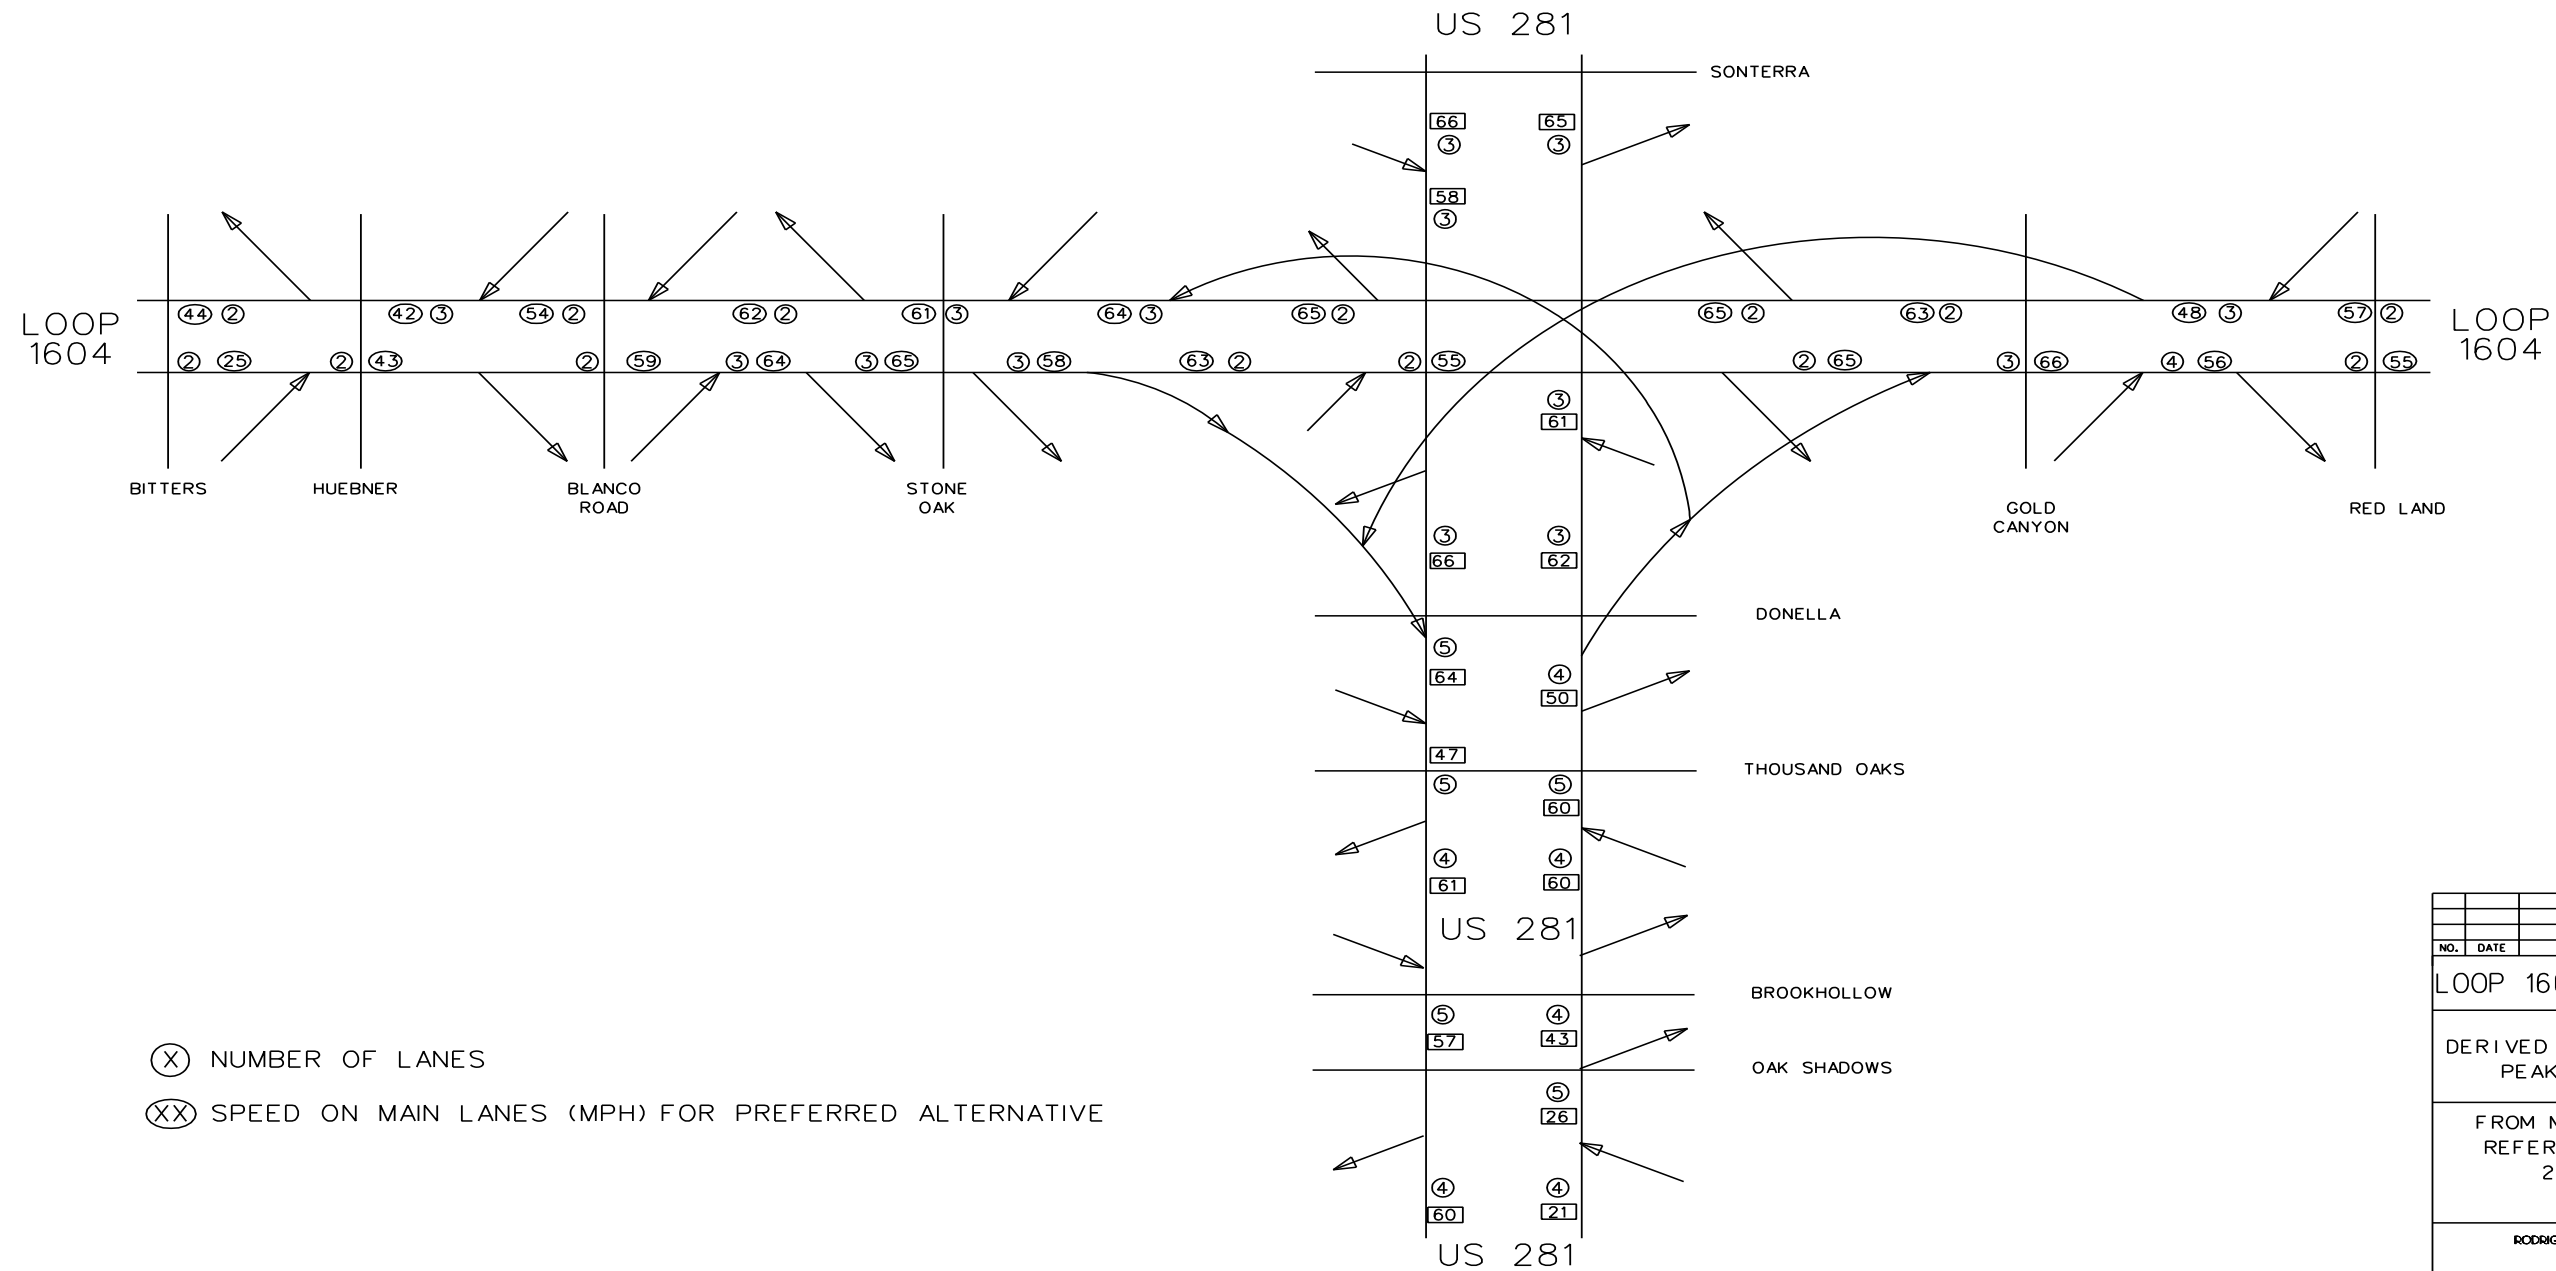 US 281
SONTERRA
66 65
3 3
58
3
44 2 42 3 54 2 62 2 61 3 64 3 65 2 65 2 63 2 48 3 57 2
LOOP
1604
LOOP
1604
2 25 2 43 2 59 3 64 3 65 3 58 63 2 2 55 2 65 3 66 4 56 2 55
3
61
BITTERS HUEBNER BLANCO
ROAD
STONE
OAK
GOLD
CANYON
RED LAND
3 3
66 62
DONELLA
5
64
4
50
47
THOUSAND OAKS
5 5
60
4 4
61 60
US 281
BROOKHOLLOW
5 4
57 43
OAK SHADOWS
5
26
4 4
60 21
US 281
X NUMBER OF LANES
XX SPEED ON MAIN LANES (MPH) FOR PREFERRED ALTERNATIVE
NO. DATE
LOOP
DERIVED
PEAK
FROM